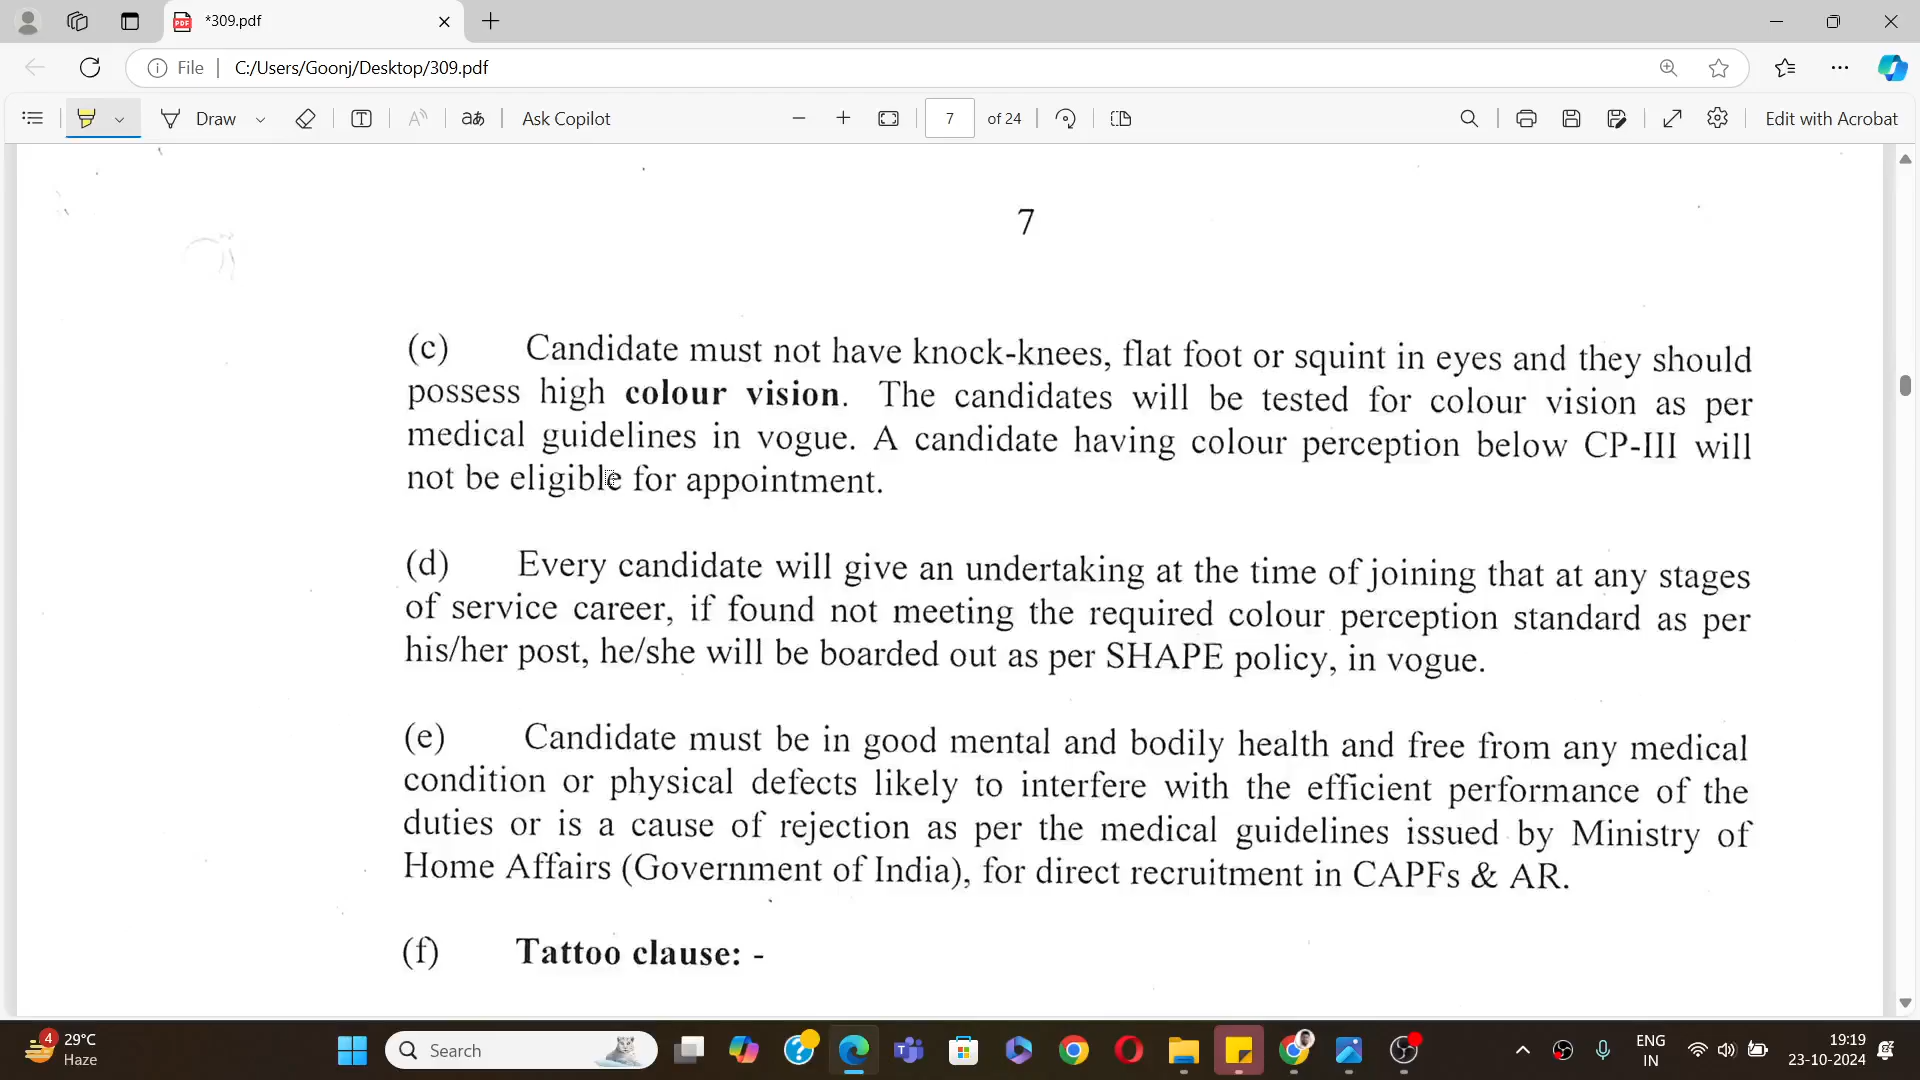 *309.pdf
File
C:/Users/Goonj/Desktop/309.pdf
Draw
aあ
Ask Copilot
7 of 24
Edit with Acrobat
7
(c) Candidate must not have knock-knees, flat foot or squint in eyes and they should
possess high colour vision. The candidates will be tested for colour vision as per
medical guidelines in vogue. A candidate having colour perception below CP-III will
not be eligible for appointment.
(d) Every candidate will give an undertaking at the time of joining that at any stages
of service career, if found not meeting the required colour perception standard as per
his/her post, he/she will be boarded out as per SHAPE policy, in vogue.
(e) Candidate must be in good mental and bodily health and free from any medical
condition or physical defects likely to interfere with the efficient performance of the
duties or is a cause of rejection as per the medical guidelines issued by Ministry of
Home Affairs (Government of India), for direct recruitment in CAPFs & AR.
(f) Tattoo clause: -
4
29°C
Haze
Search
ENG
IN
19:19
23-10-2024